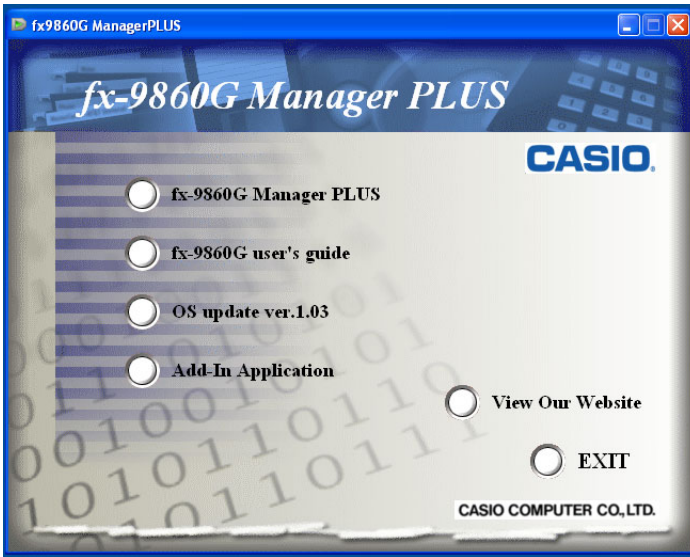 fx9860G ManagerPLUS
fx-9860G Manager PLUS
CASIO.
fx-9860G Manager PLUS
fx-9860G user's guide
OS update ver.1.03
Add-In Application
View Our Website
EXIT
CASIO COMPUTER CO., LTD.